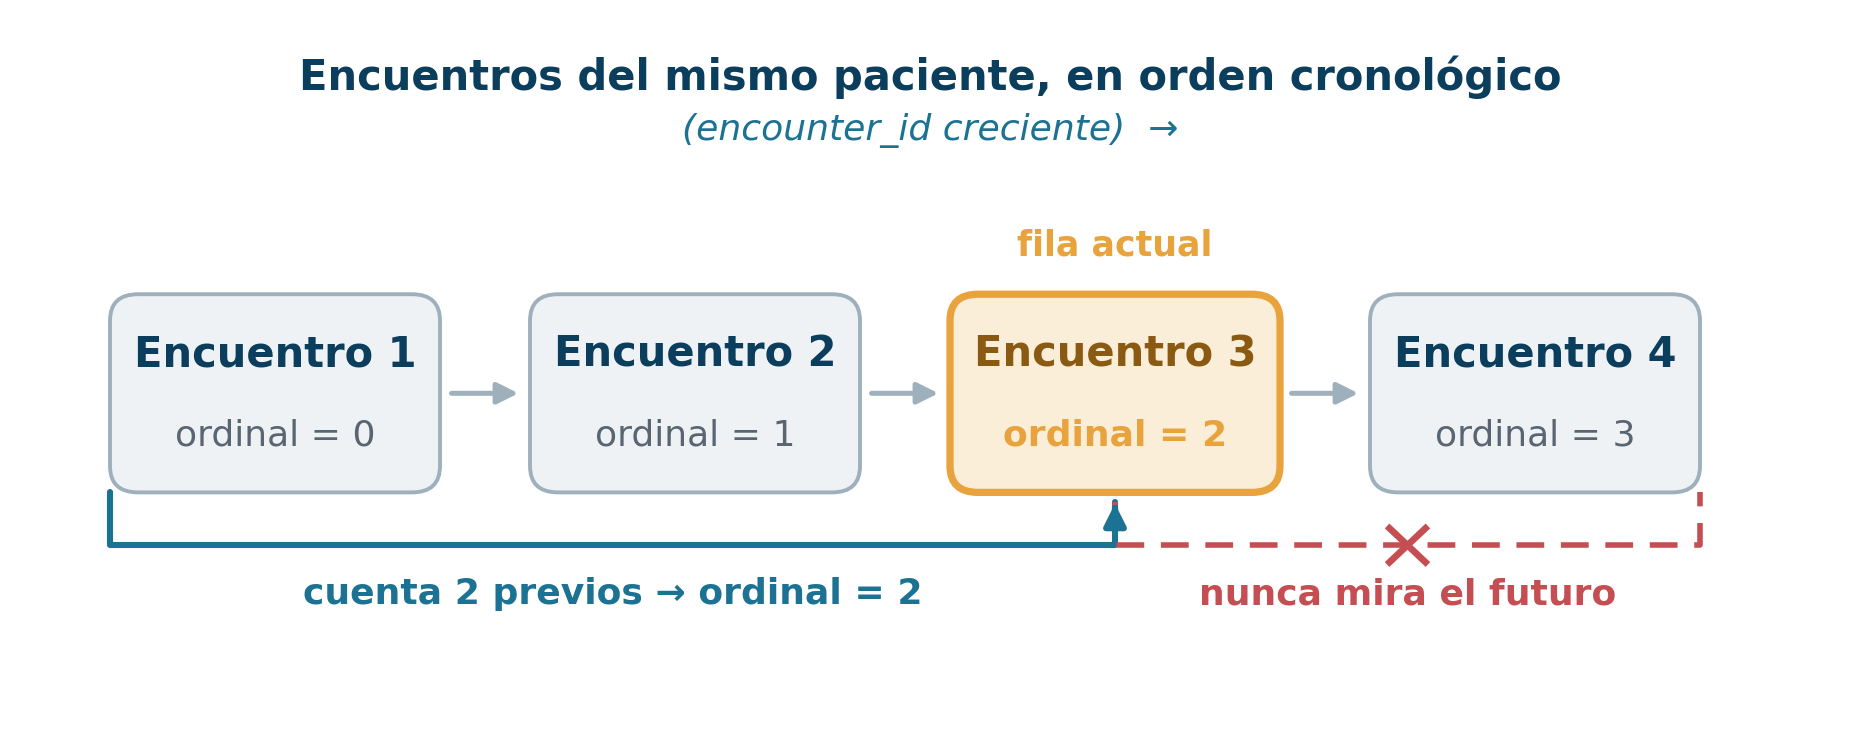 Encuentros del mismo paciente, en orden cronológico
(encounter_id creciente) →
fila actual
Encuentro 1
ordinal = 0
Encuentro 2
ordinal = 1
Encuentro 3
ordinal = 2
Encuentro 4
ordinal = 3
cuenta 2 previos → ordinal = 2
nunca mira el futuro